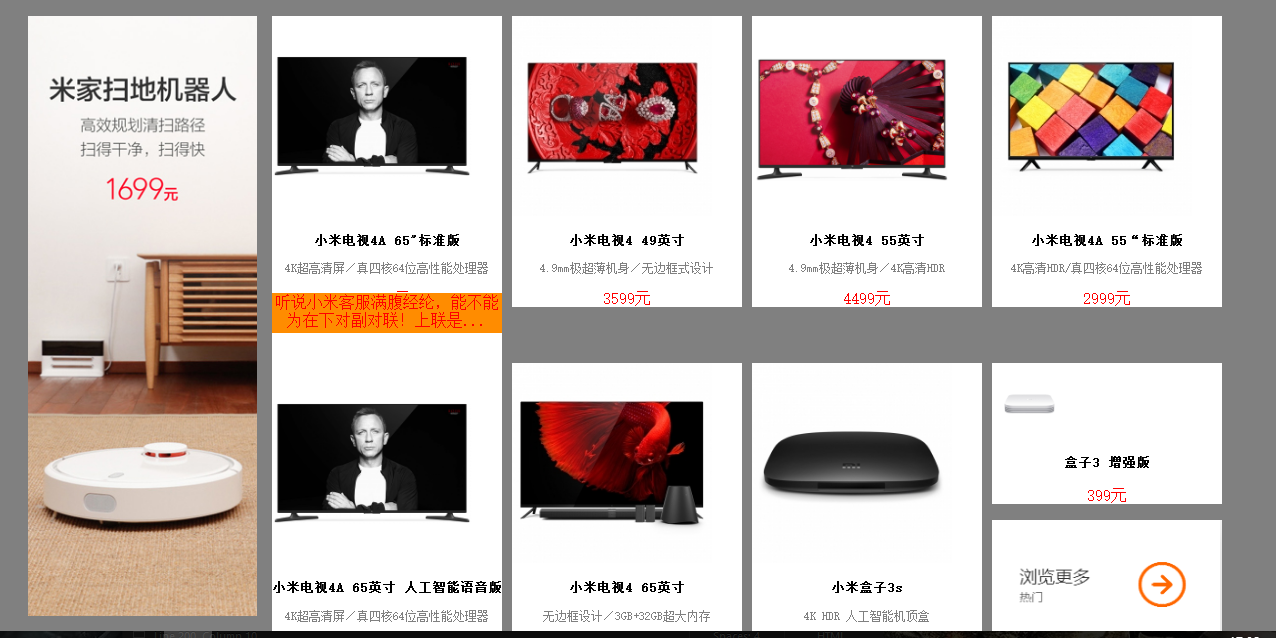 米家扫地机器人
高效规划清扫路径
扫得干净，扫得快
1699元
小米电视4A 65"标准版
4K超高清屏／真四核64位高性能处理器
听说小米客服满腹经纶，能不能
为在下对副对联！上联是...
小米电视4 49英寸
4.9mm极超薄机身／无边框式设计
3599元
小米电视4 55英寸
4.9mm极超薄机身／4K高清HDR
4499元
小米电视4A 55“标准版
4K高清HDR/真四核64位高性能处理器
2999元
小米电视4A 65英寸 人工智能语音版
4K超高清屏／真四核64位高性能处理器
小米电视4 65英寸
无边框设计／3GB+32GB超大内存
小米盒子3s
4K HDR 人工智能机顶盒
盒子3 增强版
399元
浏览更多
热门